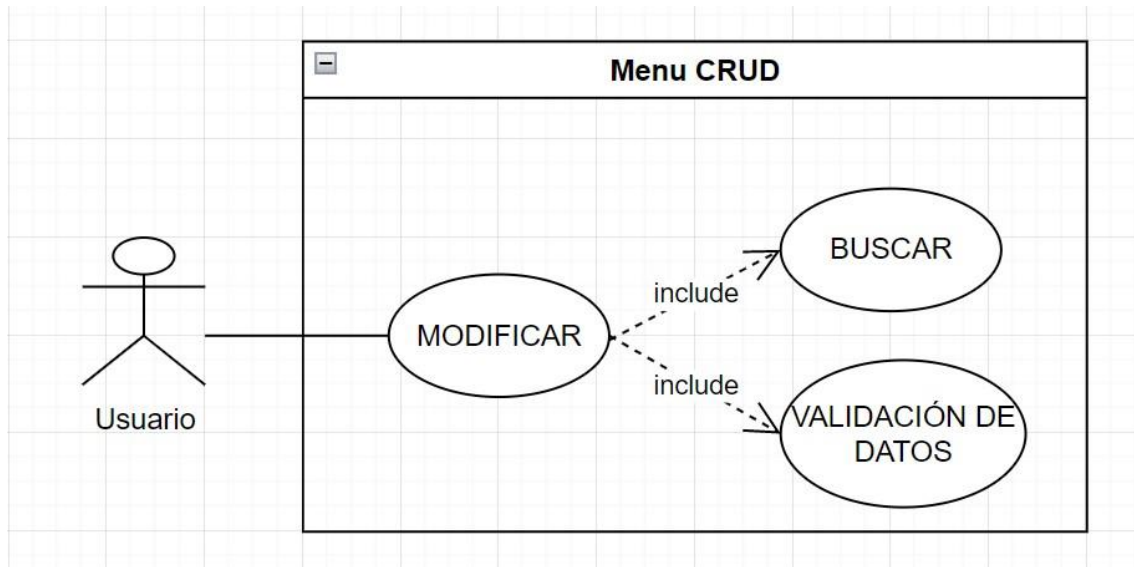 Menu CRUD
BUSCAR
include
MODIFICAR
include
VALIDACIÓN DE
DATOS
Usuario